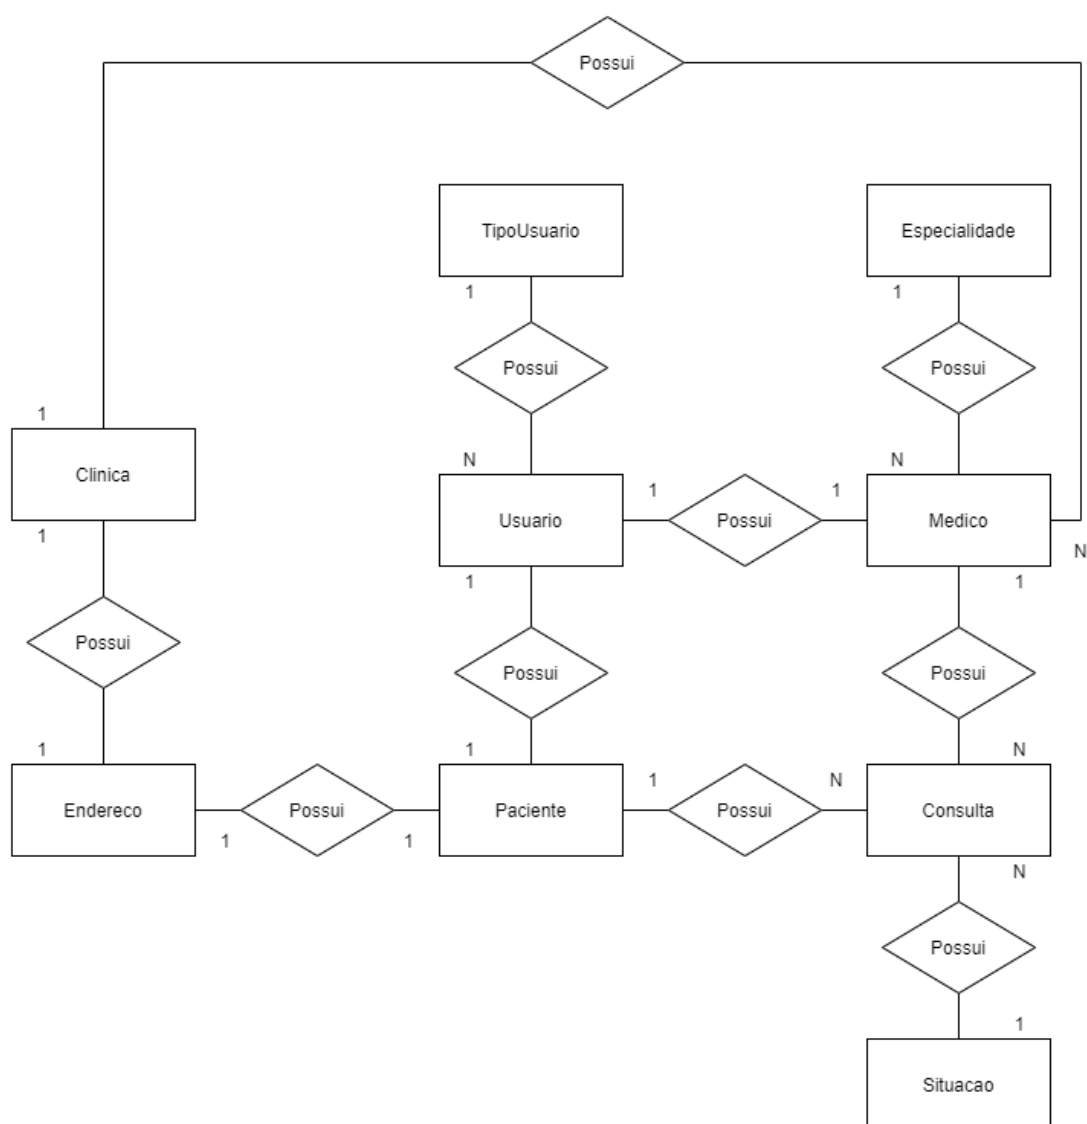 Possui
TipoUsuario
Especialidade
1
1
Possui
Possui
1
Clinica
1
N
N
Usuario
1
Possui
1
Medico
N
1
1
Possui
Possui
Possui
1
1
N
Endereco
1
Possui
1
Paciente
1
Possui
N
Consulta
N
Possui
1
Situacao